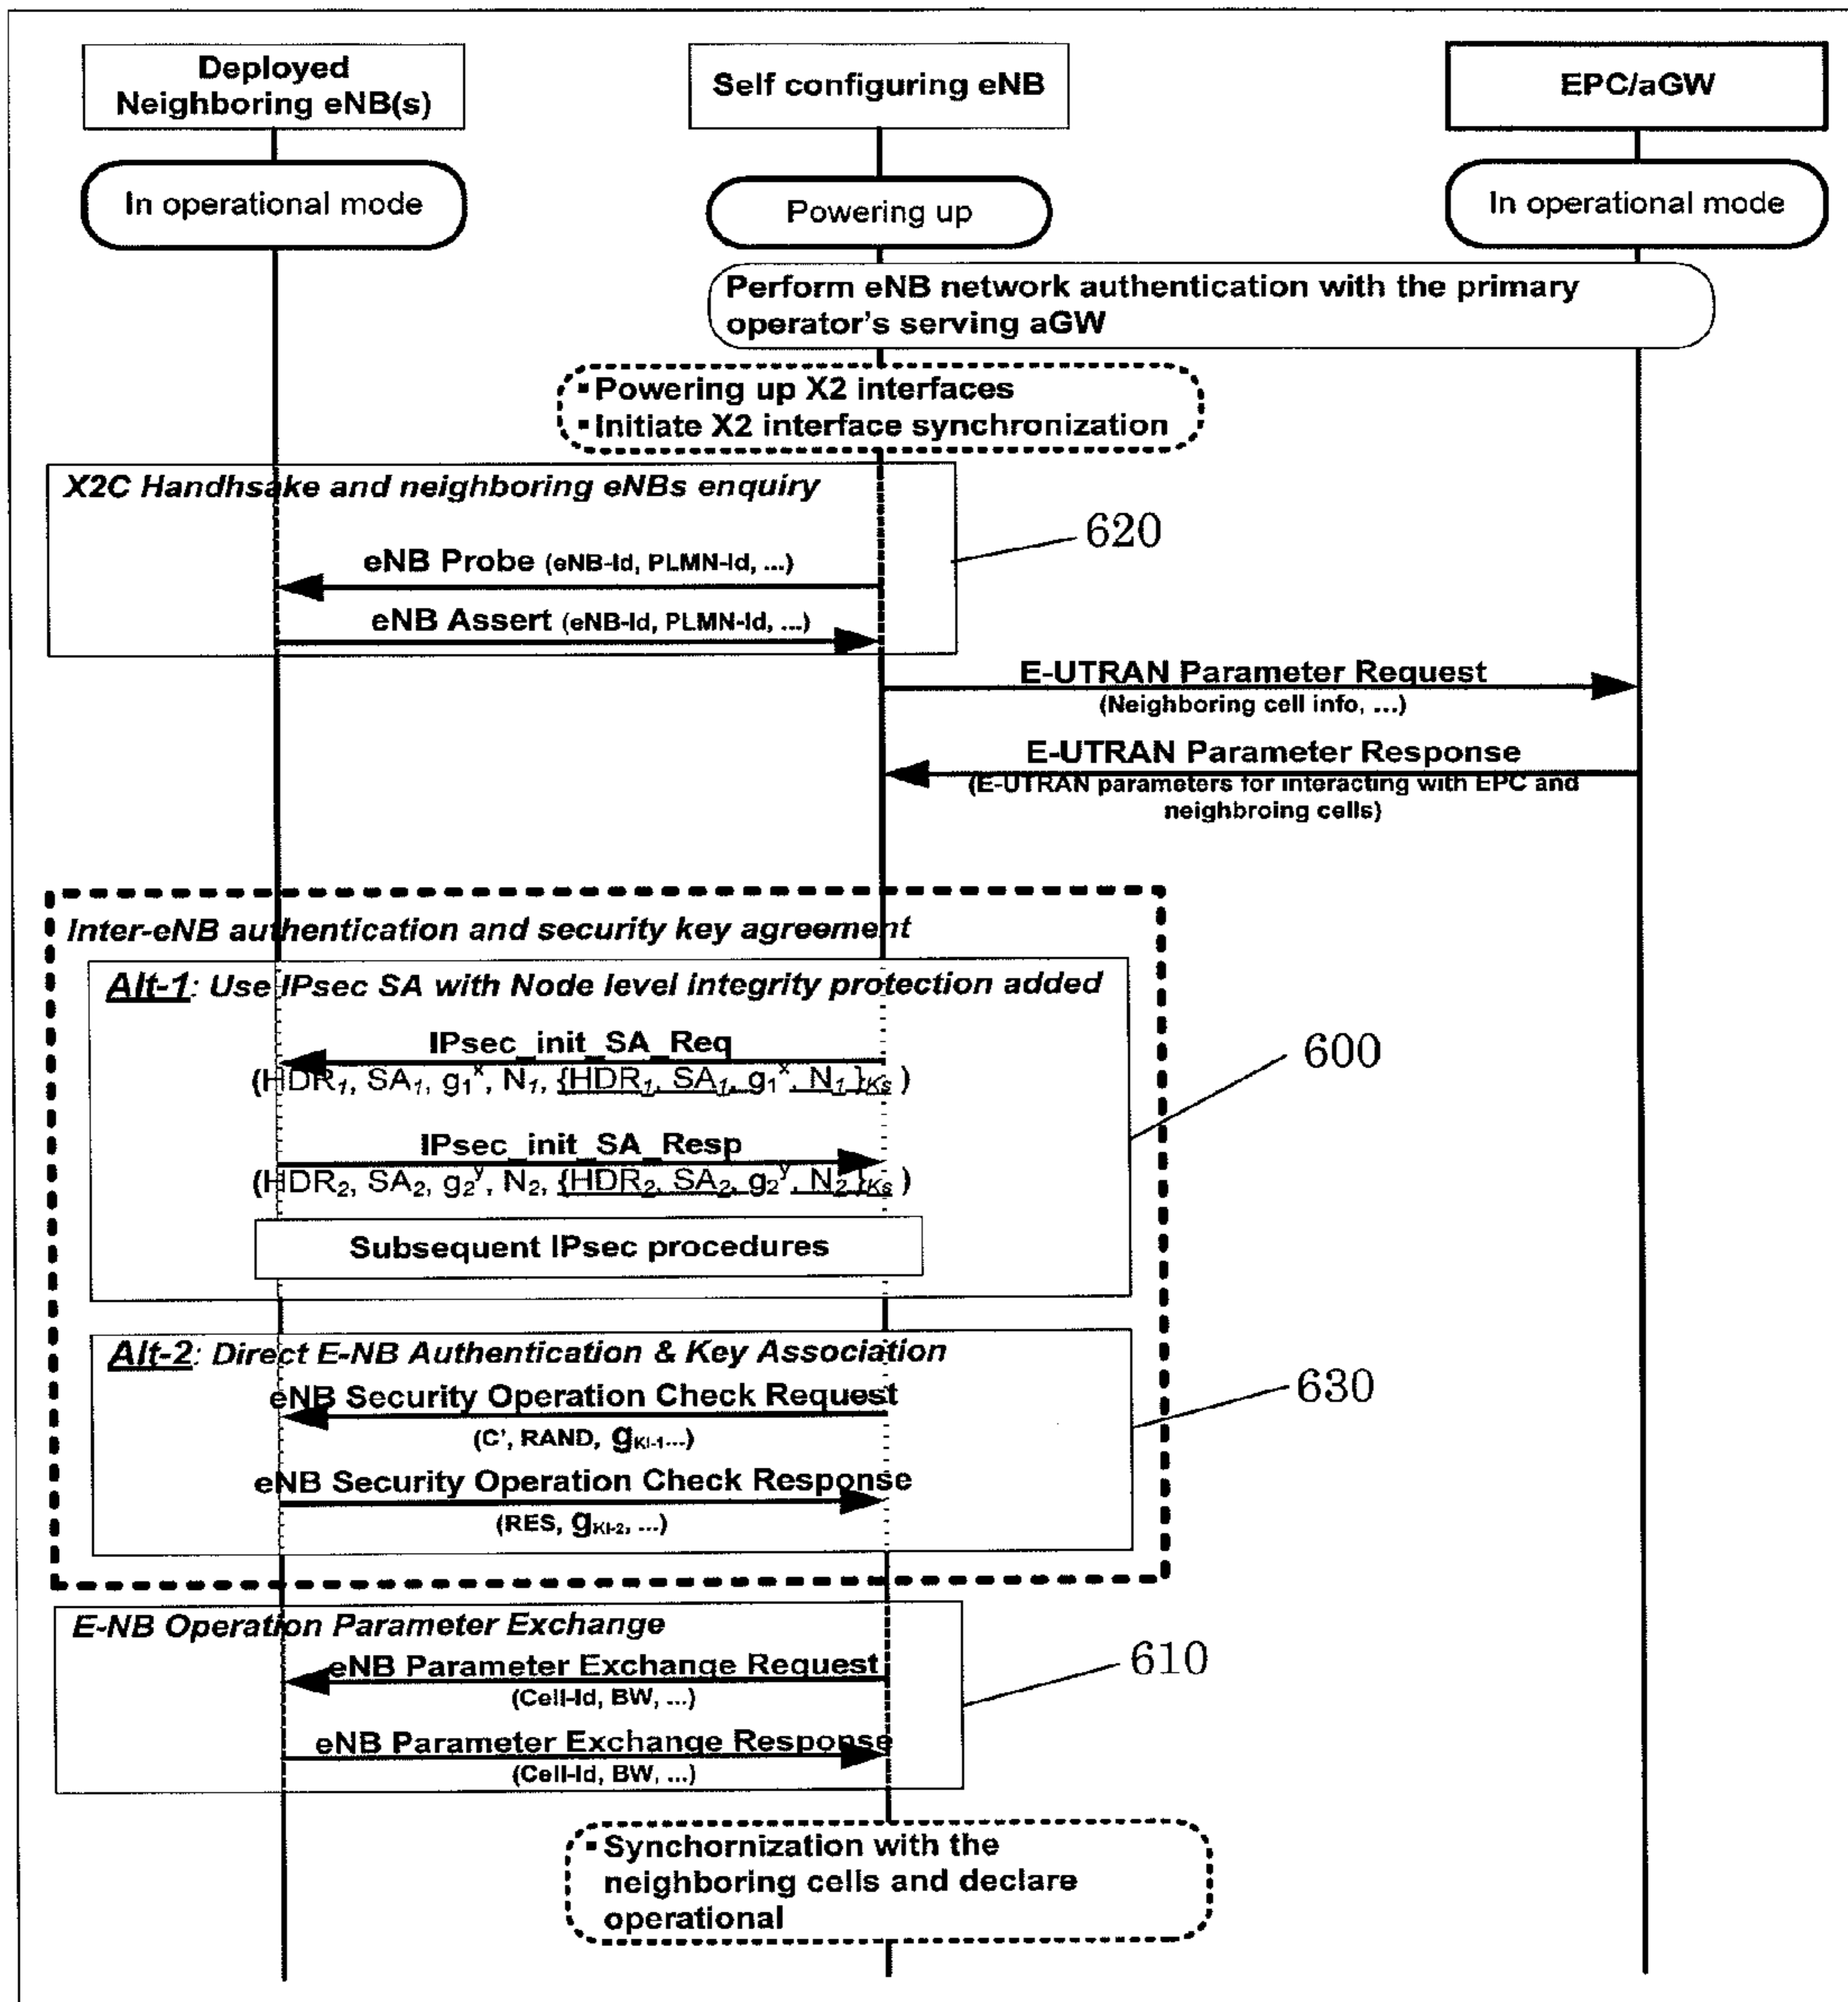 Deployed
Neighboring eNB(s)
Self configuring eNB
EPC/aGW
In operational mode
Powering up
In operational mode
Perform eNB network authentication with the primary
operator's serving aGW
▪ Powering up X2 interfaces
▪ Initiate X2 interface synchronization
X2C Handhsake and neighboring eNBs enquiry
620
eNB Probe (eNB-Id, PLMN-Id, ...)
eNB Assert (eNB-Id, PLMN-Id, ...)
E-UTRAN Parameter Request
(Neighboring cell info, ...)
E-UTRAN Parameter Response
(E-UTRAN parameters for interacting with EPC and
neighbroing cells)
Inter-eNB authentication and security key agreement
Alt-1: Use IPsec SA with Node level integrity protection added
600
IPsec_init_SA_Req
(HDR₁, SA₁, g₁ˣ, N₁, {HDR₁, SA₁, g₁ˣ, N₁}Ks )
IPsec_init_SA_Resp
(HDR₂, SA₂, g₂ʸ, N₂, {HDR₂, SA₂, g₂ʸ, N₂}Ks )
Subsequent IPsec procedures
Alt-2: Direct E-NB Authentication & Key Association
630
eNB Security Operation Check Request
(C', RAND, gKI-1...)
eNB Security Operation Check Response
(RES, gKI-2, ...)
E-NB Operation Parameter Exchange
610
eNB Parameter Exchange Request
(Cell-Id, BW, ...)
eNB Parameter Exchange Response
(Cell-Id, BW, ...)
▪ Synchornization with the
neighboring cells and declare
operational